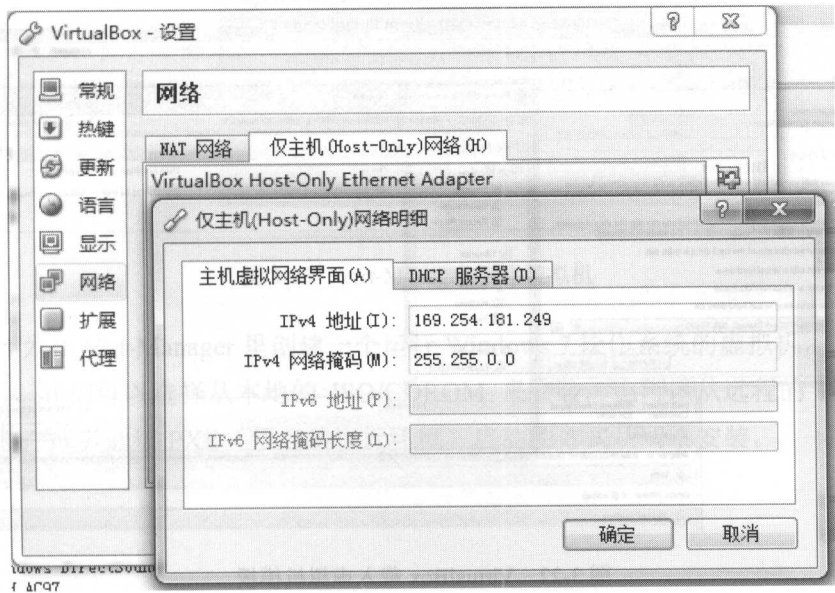 VirtualBox - 设置
常规
热键
更新
语言
显示
网络
扩展
代理
网络
NAT 网络
仅主机(Host-Only)网络(H)
VirtualBox Host-Only Ethernet Adapter
仅主机(Host-Only)网络明细
主机虚拟网络界面(A)
DHCP 服务器(D)
IPv4 地址(I):
169.254.181.249
IPv4 网络掩码(M):
255.255.0.0
IPv6 地址(P):
IPv6 网络掩码长度(L):
确定
取消
AC97